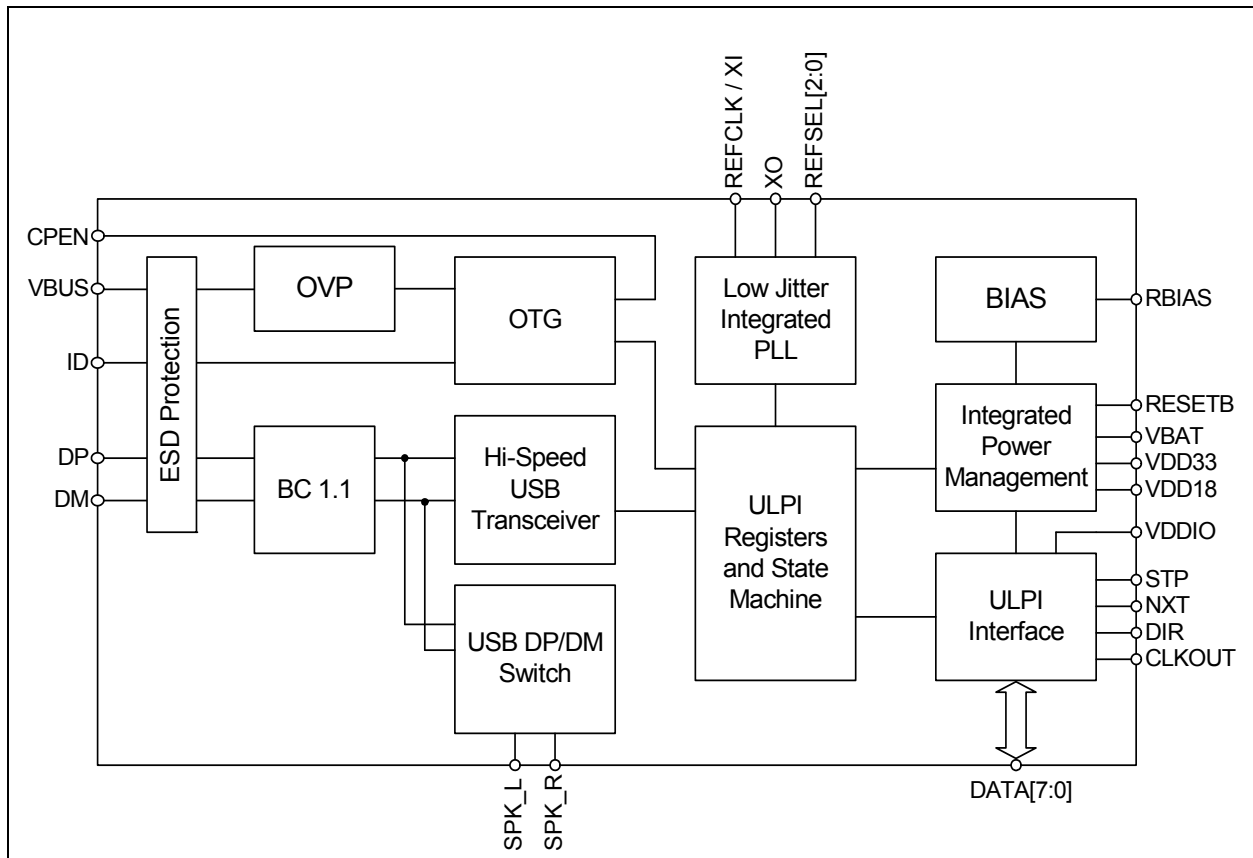 REFCLK / XI
XO
REFSEL[2:0]
CPEN
VBUS
ID
DP
DM
ESD Protection
OVP
OTG
BC 1.1
Hi-Speed
USB
Transceiver
USB DP/DM
Switch
SPK_L
SPK_R
Low Jitter
Integrated
PLL
ULPI
Registers
and State
Machine
BIAS
Integrated
Power
Management
ULPI
Interface
RBIAS
RESETB
VBAT
VDD33
VDD18
VDDIO
STP
NXT
DIR
CLKOUT
DATA[7:0]